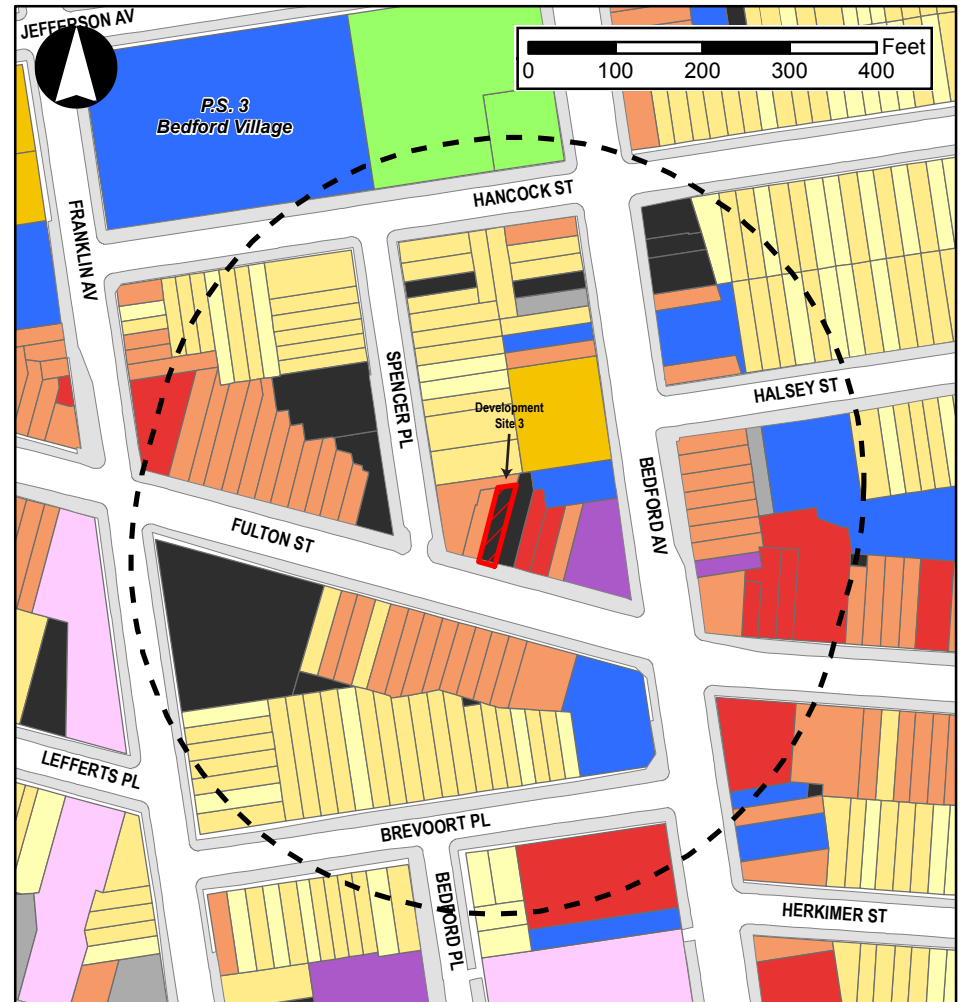 JEFFERSON AV
Feet
0 100 200 300 400
P.S. 3
Bedford Village
HANCOCK ST
FRANKLIN AV
SPENCER PL
HALSEY ST
Development
Site 3
BEDFORD AV
FULTON ST
LEFFERTS PL
BREVOORT PL
BEDFORD PL
HERKIMER ST